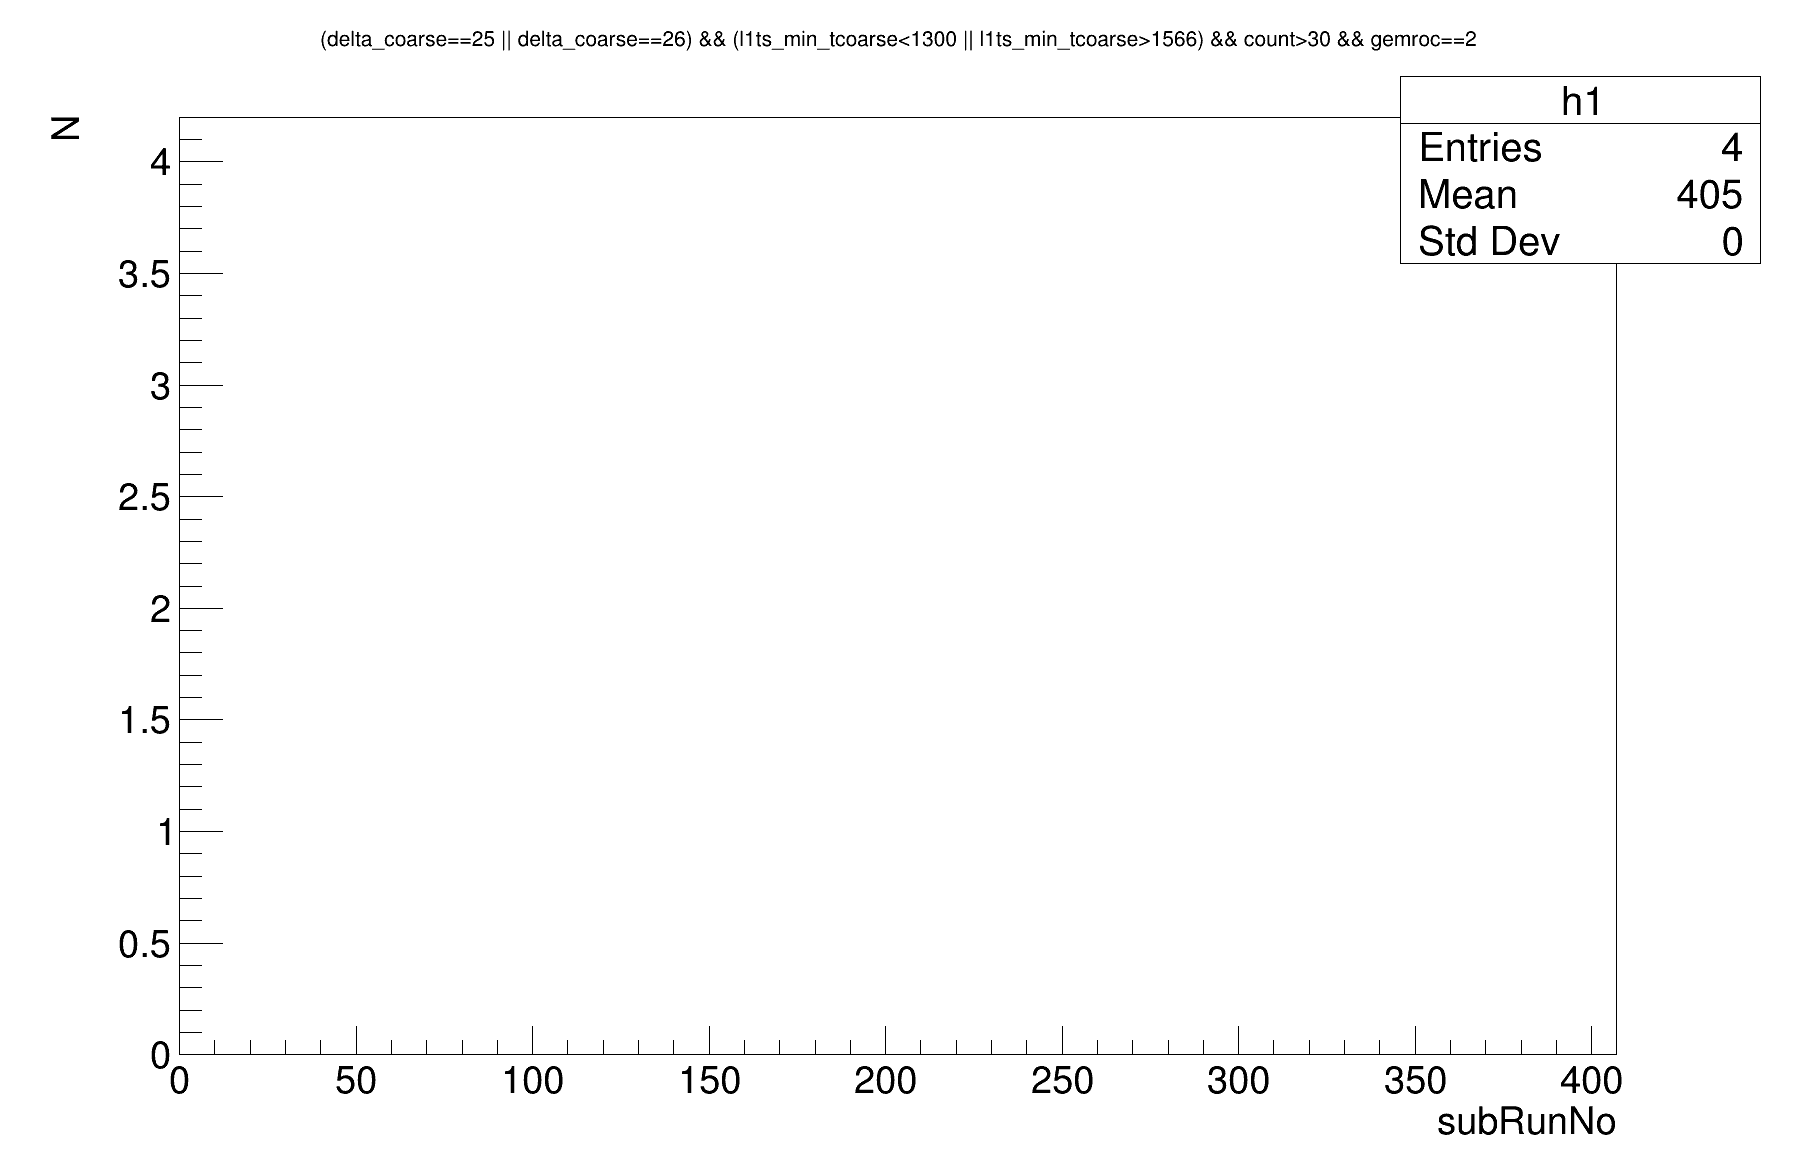 (delta_coarse==25 || delta_coarse==26) && (l1ts_min_tcoarse<1300 || l1ts_min_tcoarse>1566) && count>30 && gemroc==2
h1
Entries 4
Mean 405
Std Dev 0
N
4
3.5
3
2.5
2
1.5
1
0.5
0
0 50 100 150 200 250 300 350 400
subRunNo